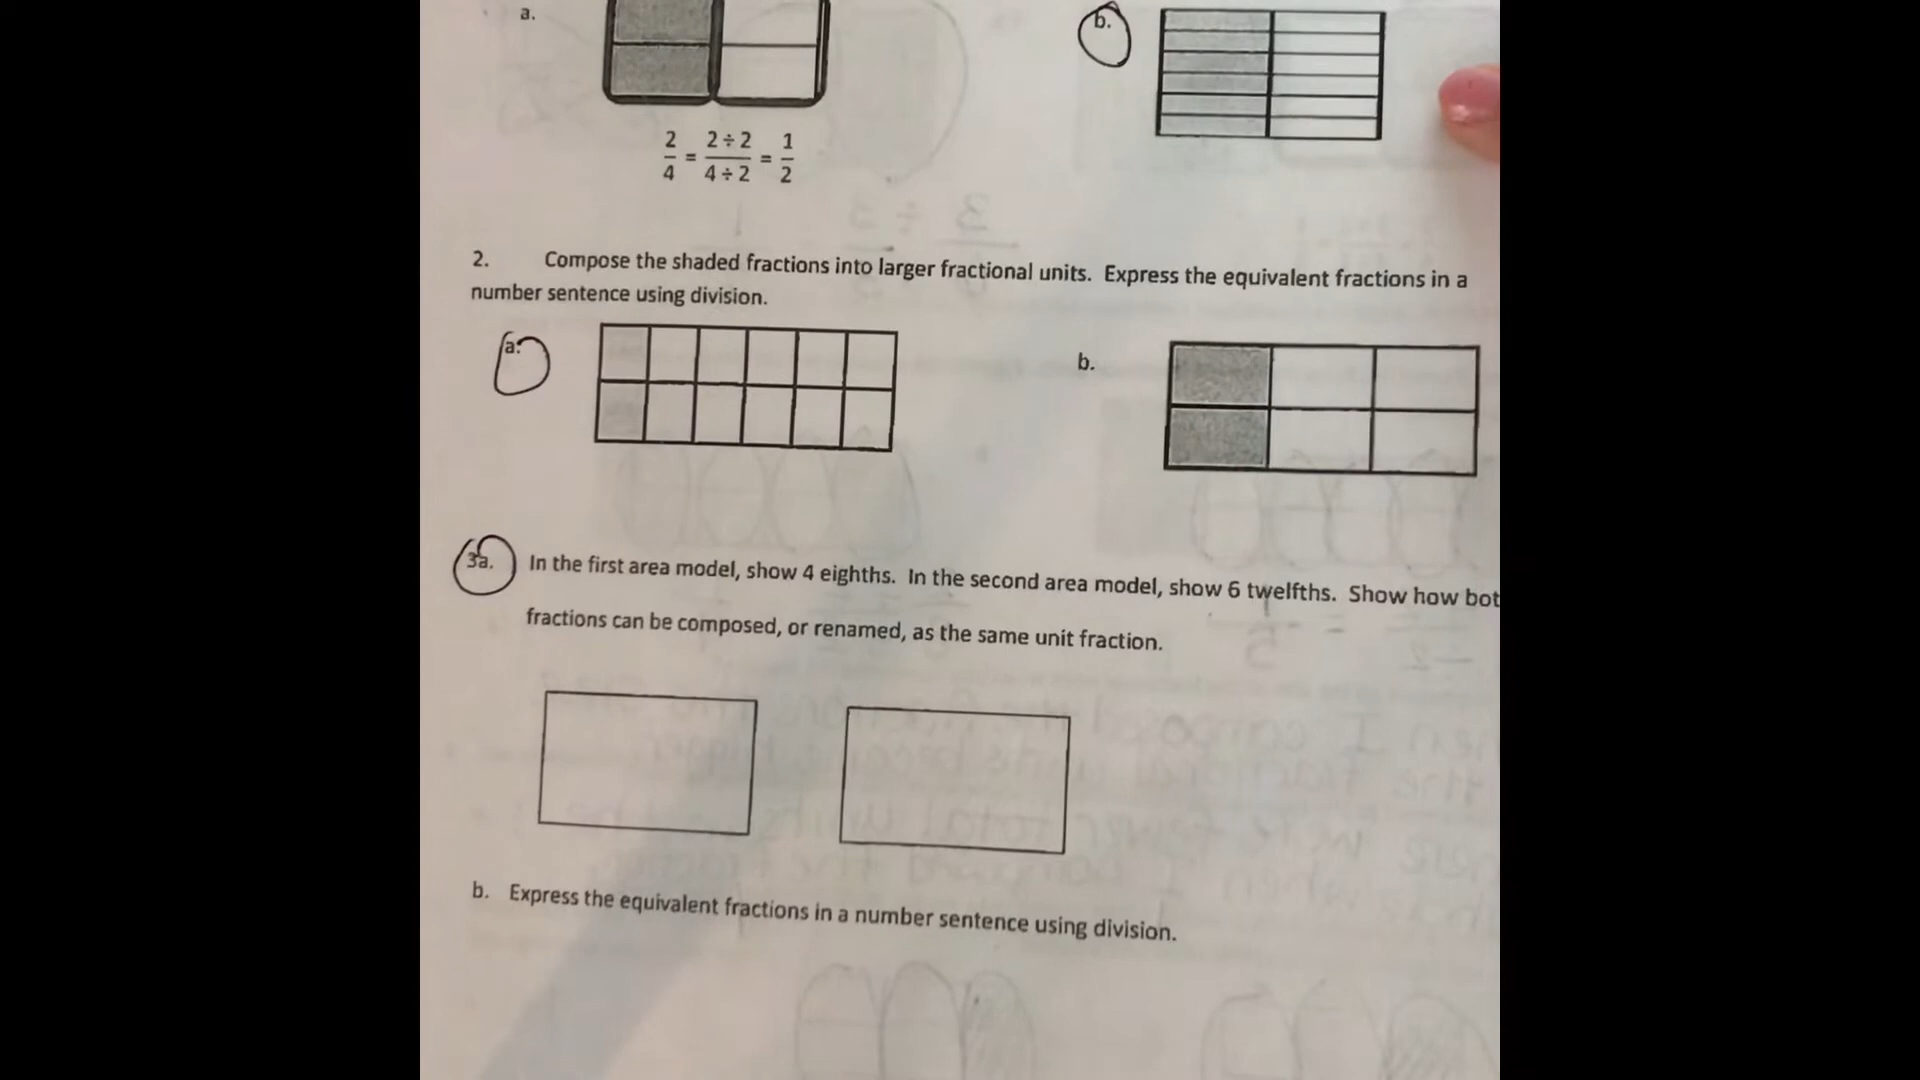 a.
b.
2/4 = 2÷2/4÷2 = 1/2
2. Compose the shaded fractions into larger fractional units. Express the equivalent fractions in a
number sentence using division.
a.
b.
3a. In the first area model, show 4 eighths. In the second area model, show 6 twelfths. Show how bot
fractions can be composed, or renamed, as the same unit fraction.
b. Express the equivalent fractions in a number sentence using division.